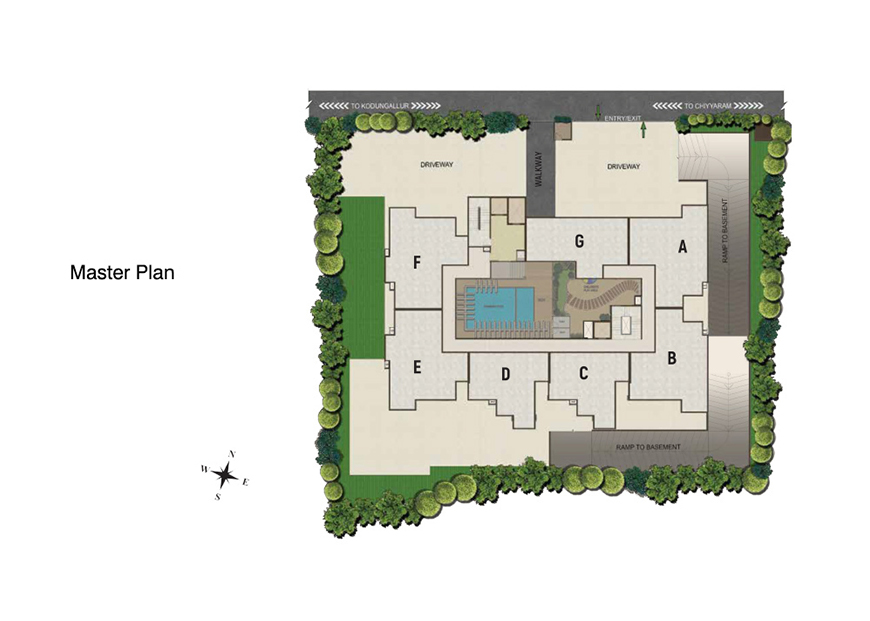 <<<<<< TO KODUNGALLUR >>>>>>
<<<<<< TO CHIYYARAM >>>>>>
ENTRY/EXIT
DRIVEWAY
WALKWAY
DRIVEWAY
RAMP TO BASEMENT
G
A
F
Master Plan
E
D
C
B
RAMP TO BASEMENT
N
W
E
S